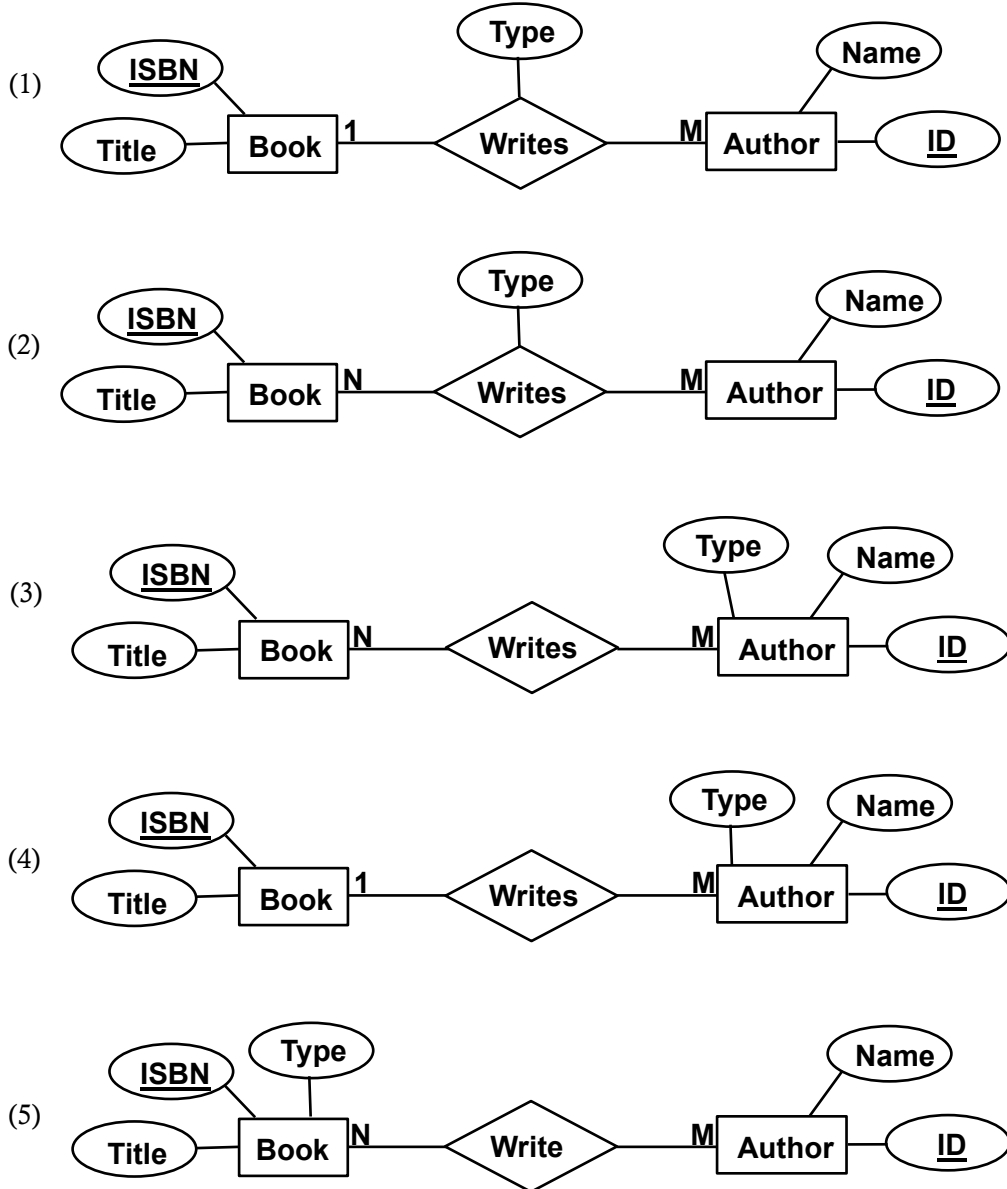 Type
Name
ISBN
(1)
Title Book 1 Writes M Author ID
Type
Name
ISBN
(2)
Title Book N Writes M Author ID
Type Name
ISBN
(3)
Title Book N Writes M Author ID
Type Name
ISBN
(4)
Title Book 1 Writes M Author ID
Type Name
ISBN
(5)
Title Book N Write M Author ID